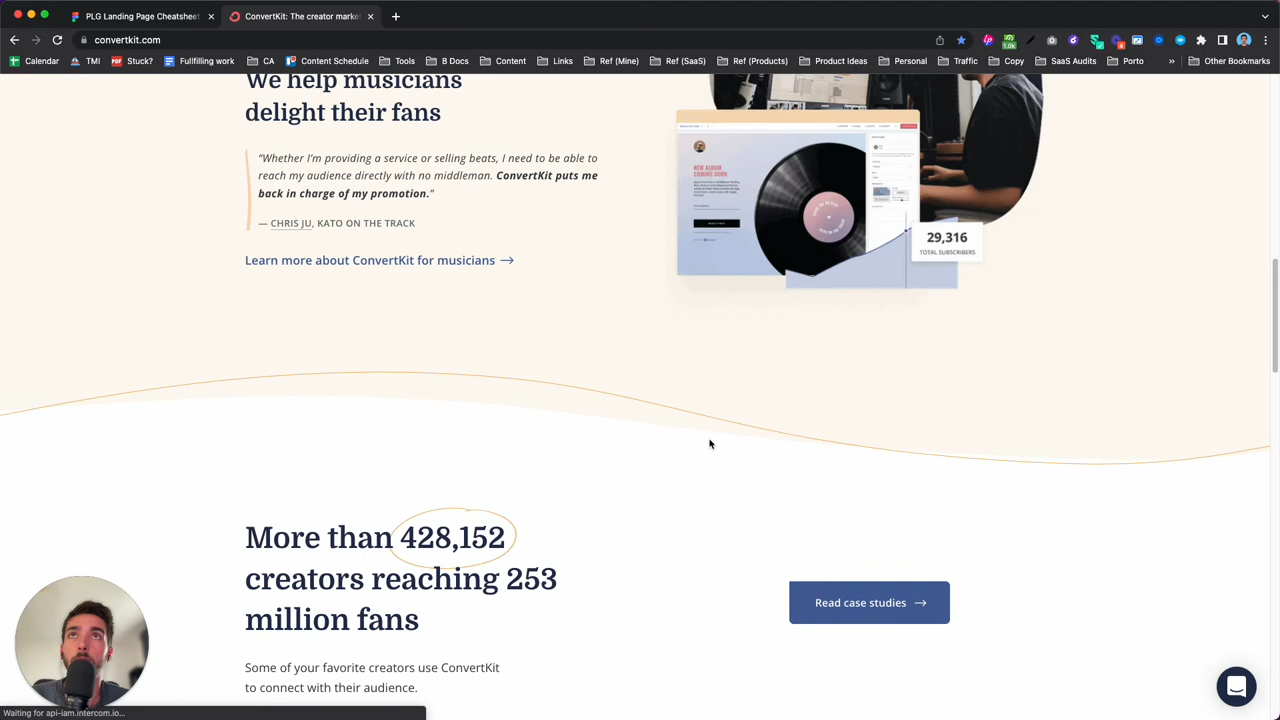 PLG Landing Page Cheatsheet
ConvertKit: The creator marke
convertkit.com
1.0k
Calendar
TMI
PDF Stuck?
Fullfilling work
CA
Content Schedule
Tools
B Docs
Content
Links
Ref (Mine)
Ref (SaaS)
Ref (Products)
Product Ideas
Personal
Traffic
Copy
SaaS Audits
Porto
»
Other Bookmarks
We help musicians
delight their fans
"Whether I'm providing a service or selling beats, I need to be able to
reach my audience directly with no middleman. ConvertKit puts me
back in charge of my promotion."
— CHRIS JU, KATO ON THE TRACK
Learn more about ConvertKit for musicians
NEW ALBUM
COMING SOON
29,316
TOTAL SUBSCRIBERS
More than 428,152
creators reaching 253
million fans
Read case studies
Some of your favorite creators use ConvertKit
to connect with their audience.
Waiting for api-iam.intercom.io...